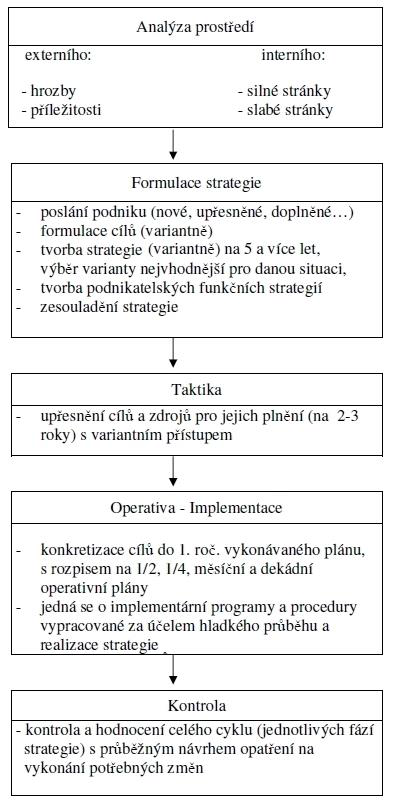 Analýza prostředí
externího: interního:
- hrozby - silné stránky
- příležitosti - slabé stránky
Formulace strategie
- poslání podniku (nové, upřesněné, doplněné…)
- formulace cílů (variantně)
- tvorba strategie (variantně) na 5 a více let,
výběr varianty nejvhodnější pro danou situaci,
- tvorba podnikatelských funkčních strategií
- zesouladění strategie
Taktika
- upřesnění cílů a zdrojů pro jejich plnění (na 2-3
roky) s variantním přístupem
Operativa - Implementace
- konkretizace cílů do 1. roč. vykonávaného plánu,
s rozpisem na 1/2, 1/4, měsíční a dekádní
operativní plány
- jedná se o implementární programy a procedury
vypracované za účelem hladkého průběhu a
realizace strategie
Kontrola
- kontrola a hodnocení celého cyklu (jednotlivých fází
strategie) s průběžným návrhem opatření na
vykonání potřebných změn